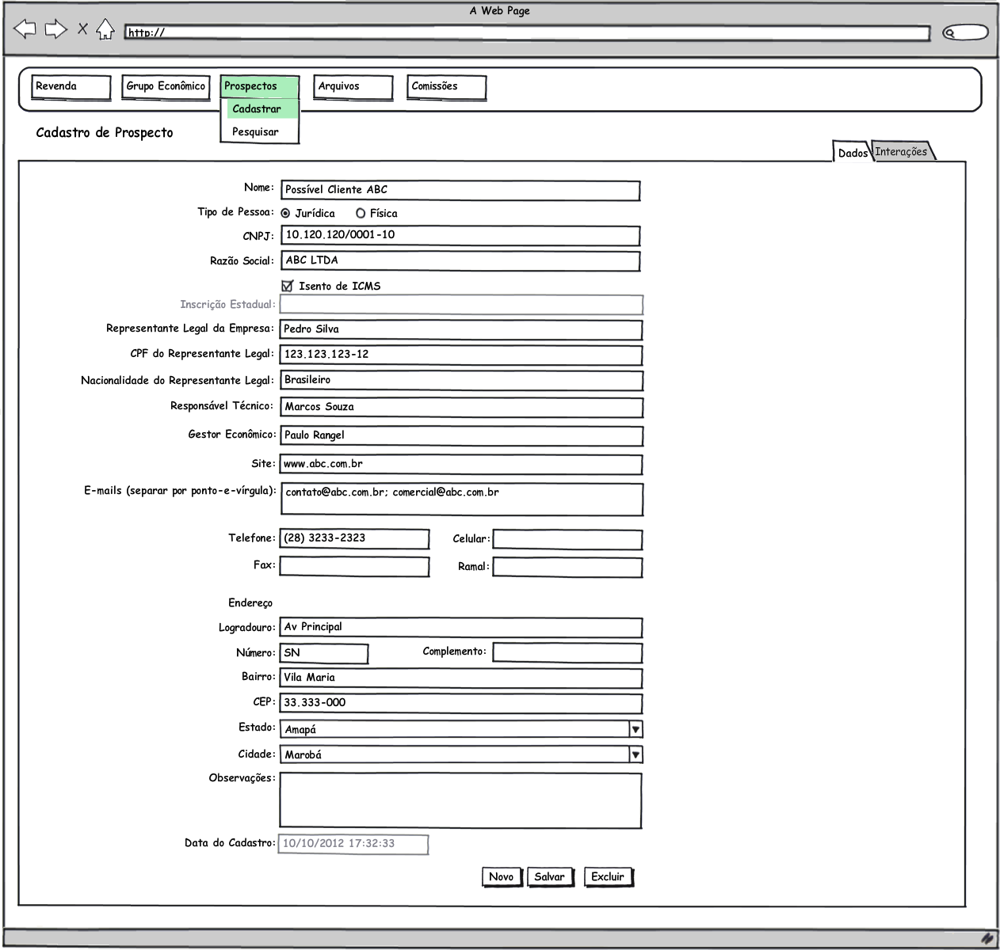 A Web Page
http://
Revenda Grupo Econômico Prospectos Arquivos Comissões
Cadastrar
Pesquisar
Cadastro de Prospecto
Dados Interações
Nome: Possível Cliente ABC
Tipo de Pessoa: Jurídica Física
CNPJ: 10.120.120/0001-10
Razão Social: ABC LTDA
Isento de ICMS
Inscrição Estadual:
Representante Legal da Empresa: Pedro Silva
CPF do Representante Legal: 123.123.123-12
Nacionalidade do Representante Legal: Brasileiro
Responsável Técnico: Marcos Souza
Gestor Econômico: Paulo Rangel
Site: www.abc.com.br
E-mails (separar por ponto-e-vírgula): contato@abc.com.br; comercial@abc.com.br
Telefone: (28) 3233-2323 Celular:
Fax: Ramal:
Endereço
Logradouro: Av Principal
Número: SN Complemento:
Bairro: Vila Maria
CEP: 33.333-000
Estado: Amapá
Cidade: Marobá
Observações:
Data do Cadastro: 10/10/2012 17:32:33
Novo Salvar Excluir